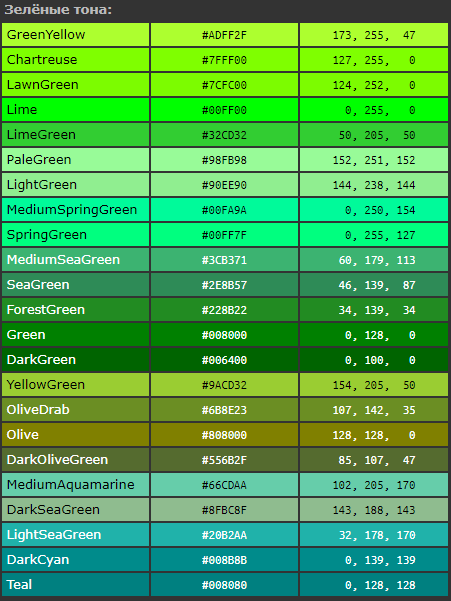 Зелёные тона:
GreenYellow #ADFF2F 173, 255, 47
Chartreuse #7FFF00 127, 255, 0
LawnGreen #7CFC00 124, 252, 0
Lime #00FF00 0, 255, 0
LimeGreen #32CD32 50, 205, 50
PaleGreen #98FB98 152, 251, 152
LightGreen #90EE90 144, 238, 144
MediumSpringGreen #00FA9A 0, 250, 154
SpringGreen #00FF7F 0, 255, 127
MediumSeaGreen #3CB371 60, 179, 113
SeaGreen #2E8B57 46, 139, 87
ForestGreen #228B22 34, 139, 34
Green #008000 0, 128, 0
DarkGreen #006400 0, 100, 0
YellowGreen #9ACD32 154, 205, 50
OliveDrab #6B8E23 107, 142, 35
Olive #808000 128, 128, 0
DarkOliveGreen #556B2F 85, 107, 47
MediumAquamarine #66CDAA 102, 205, 170
DarkSeaGreen #8FBC8F 143, 188, 143
LightSeaGreen #20B2AA 32, 178, 170
DarkCyan #008B8B 0, 139, 139
Teal #008080 0, 128, 128